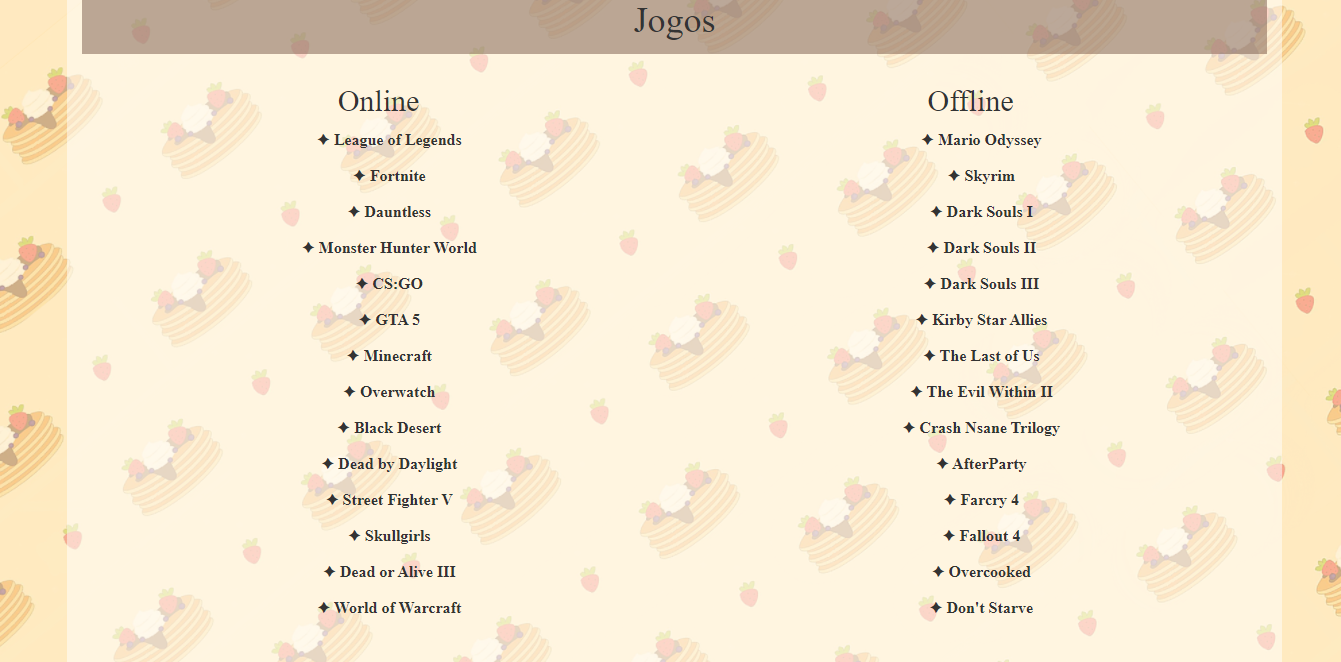 Jogos
Online
✦ League of Legends
✦ Fortnite
✦ Dauntless
✦ Monster Hunter World
✦ CS:GO
✦ GTA 5
✦ Minecraft
✦ Overwatch
✦ Black Desert
✦ Dead by Daylight
✦ Street Fighter V
✦ Skullgirls
✦ Dead or Alive III
✦ World of Warcraft
Offline
✦ Mario Odyssey
✦ Skyrim
✦ Dark Souls I
✦ Dark Souls II
✦ Dark Souls III
✦ Kirby Star Allies
✦ The Last of Us
✦ The Evil Within II
✦ Crash Nsane Trilogy
✦ AfterParty
✦ Farcry 4
✦ Fallout 4
✦ Overcooked
✦ Don't Starve